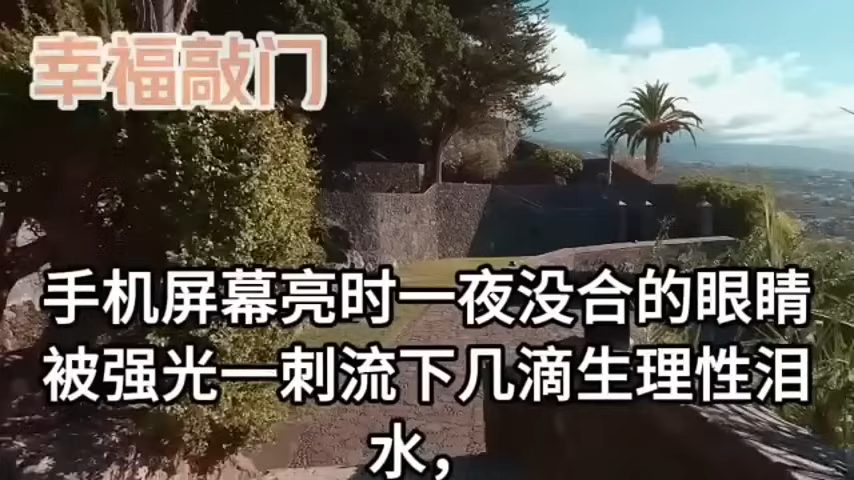 幸福敲门
手机屏幕亮时一夜没合的眼睛
被强光一刺流下几滴生理性泪
水，